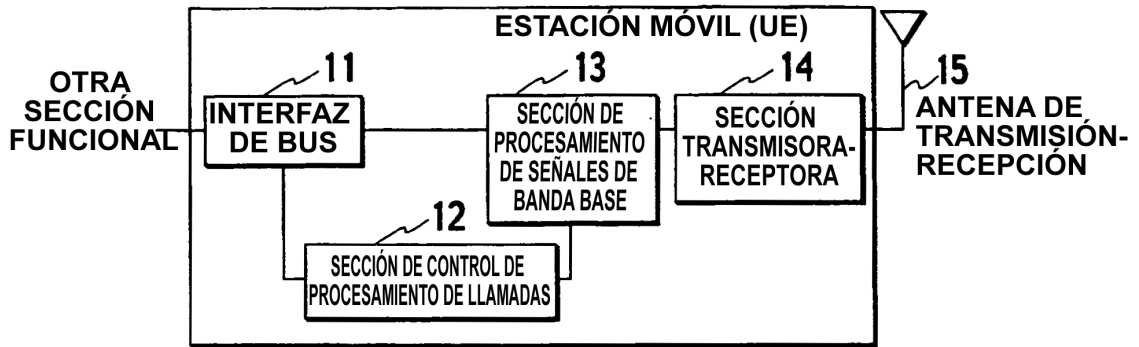 ESTACIÓN MÓVIL (UE)
OTRA
SECCIÓN
FUNCIONAL
11
INTERFAZ
DE BUS
13
SECCIÓN DE
PROCESAMIENTO
DE SEÑALES DE
BANDA BASE
14
SECCIÓN
TRANSMISORA-
RECEPTORA
15
ANTENA DE
TRANSMISIÓN-
RECEPCIÓN
12
SECCIÓN DE CONTROL DE
PROCESAMIENTO DE LLAMADAS